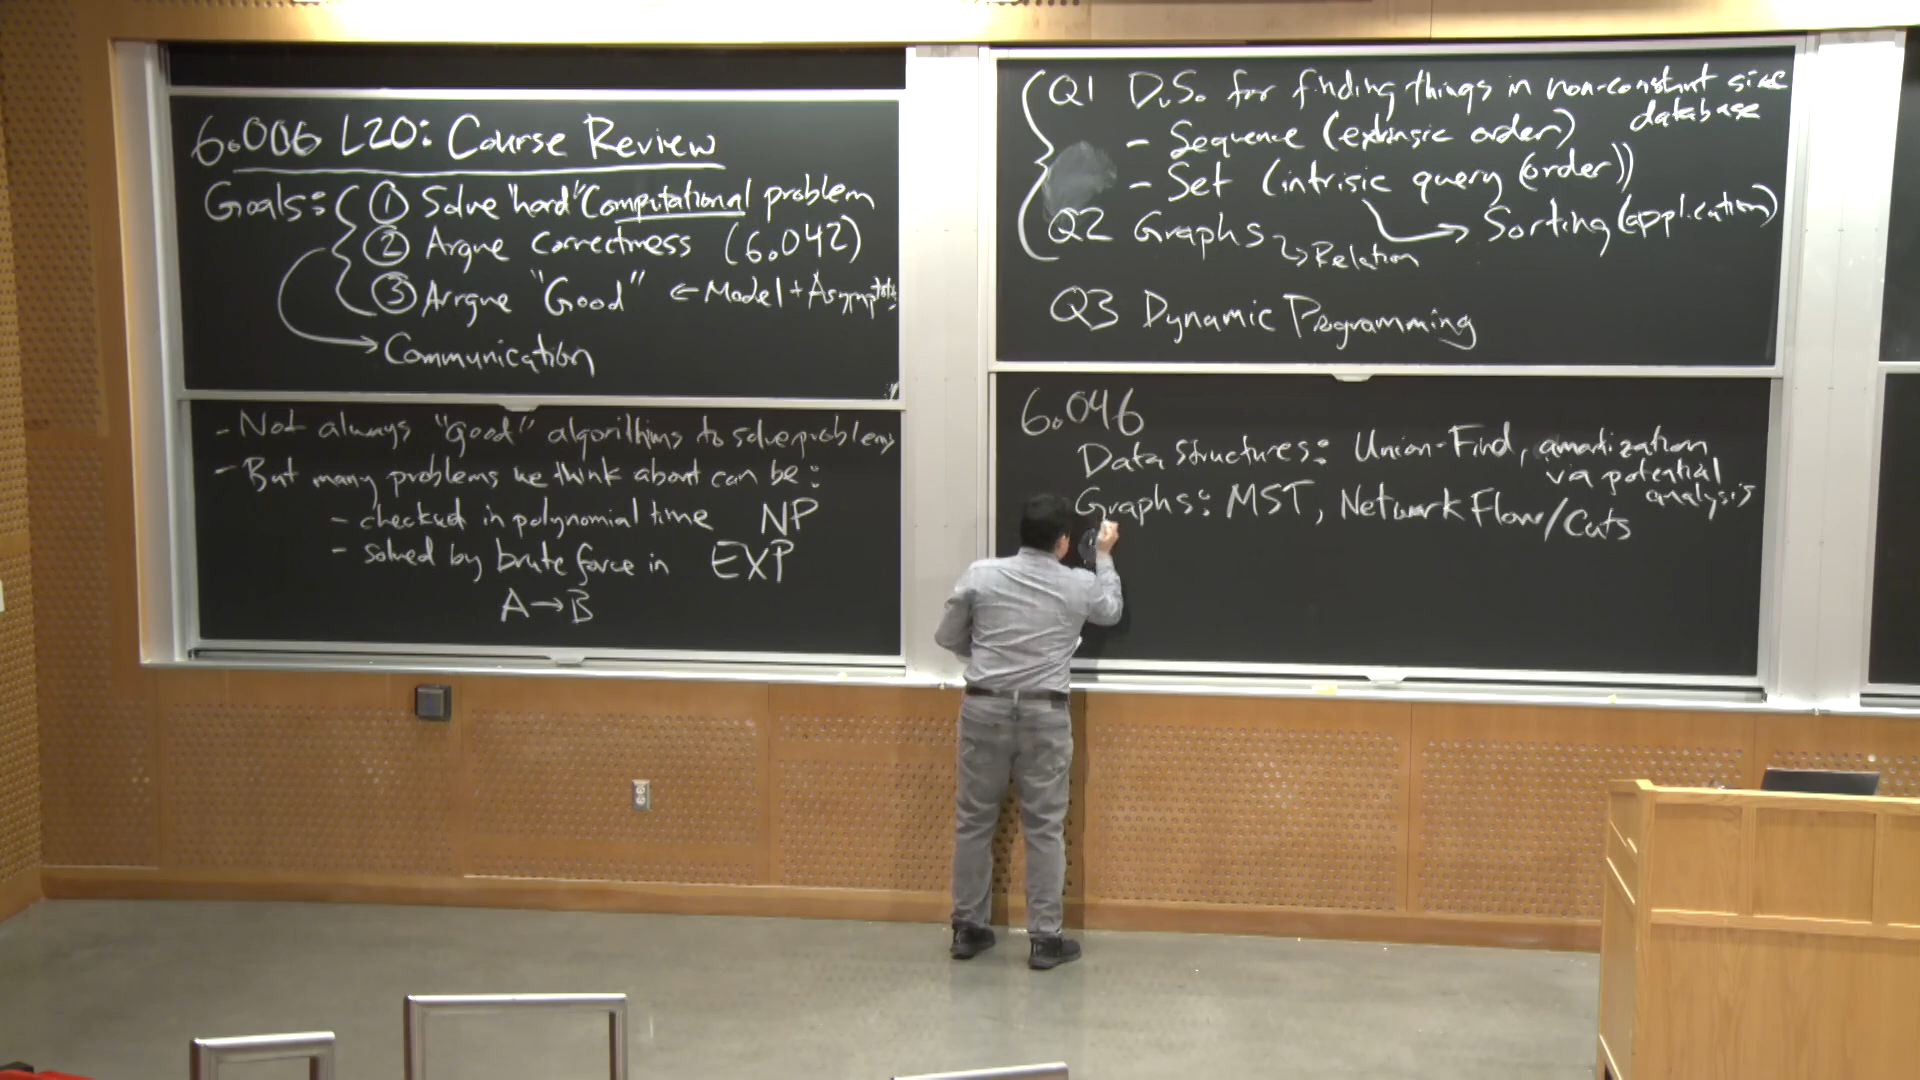 6.006 L20: Course Review
Goals: ① Solve "hard" Computational problem
② Argue correctness (6.042)
③ Arrgue "Good" ← Model + Asymptotics
→ Communication
- Not always "good" algorithms to solve problems
- But many problems we think about can be:
- checked in polynomial time NP
- solved by brute force in EXP
A → B
Q1 D.S. for finding things in non-constant size
database
- Sequence (extrinsic order)
- Set (intrisic query (order))
→ Sorting (application)
Q2 Graphs → Relation
Q3 Dynamic Programming
6.046
Data Structures: Union-Find, amortization
via potential
analysis
Graphs: MST, Network Flow/Cuts